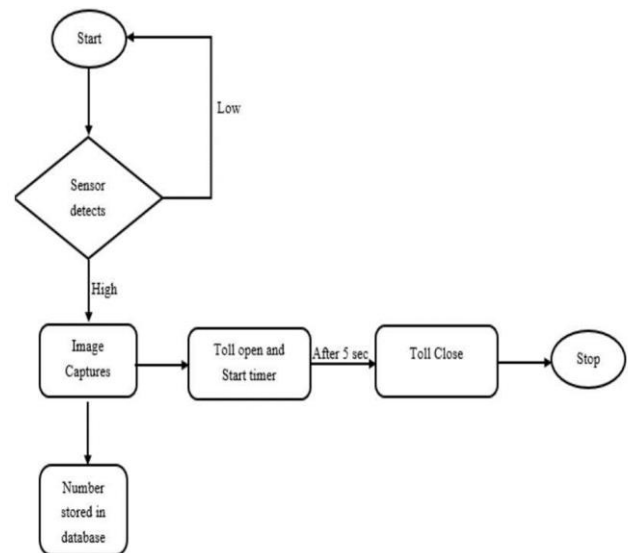 Start
Low
Sensor
detects
High
Image
Captures
Toll open and
Start timer
After 5 sec
Toll Close
Stop
Number
stored in
database